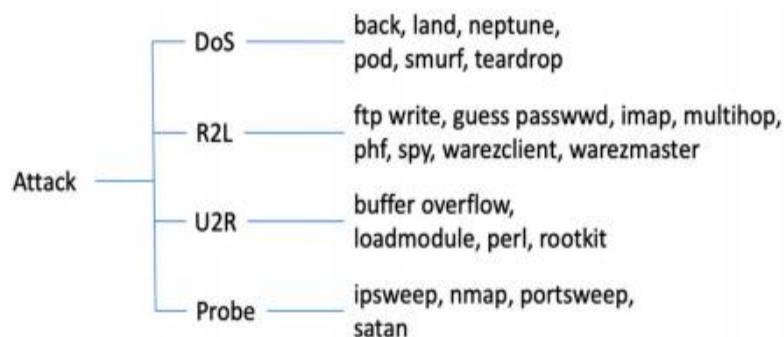 back, land, neptune,
DoS
pod, smurf, teardrop
ftp write, guess passwwd, imap, multihop,
R2L
phf, spy, warezclient, warezmaster
Attack
buffer overflow,
U2R
loadmodule, perl, rootkit
ipsweep, nmap, portsweep,
Probe
satan